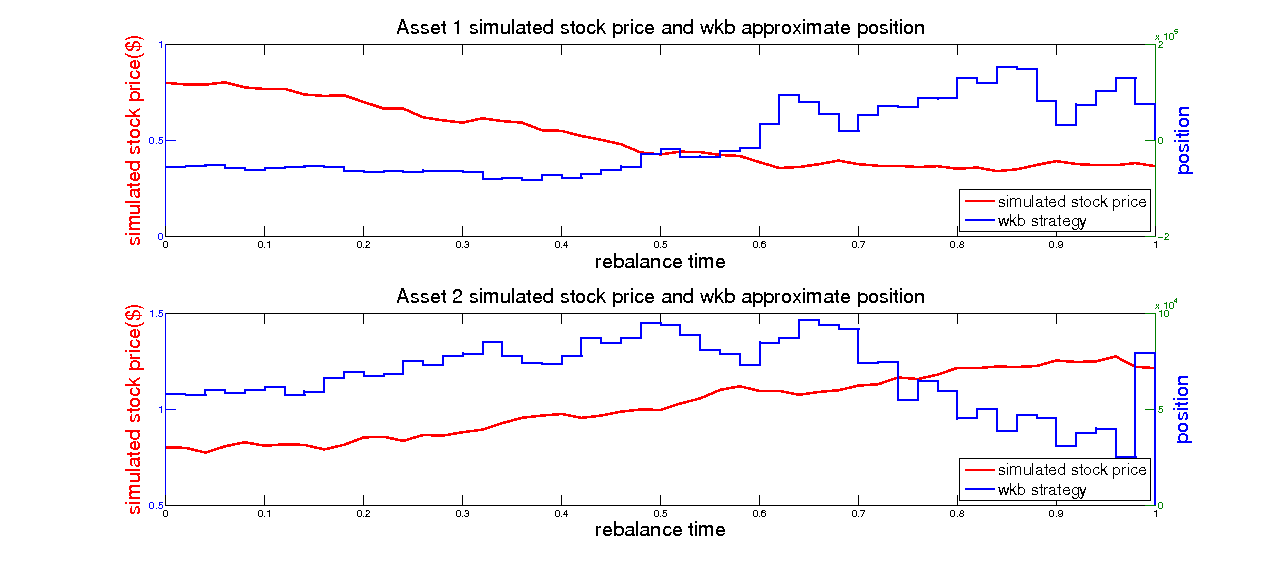 Asset 1 simulated stock price and wkb approximate position
x 10^5
1
0.5
0
2
0
-2
simulated stock price($)
position
simulated stock price
wkb strategy
0 0.1 0.2 0.3 0.4 0.5 0.6 0.7 0.8 0.9 1
rebalance time
Asset 2 simulated stock price and wkb approximate position
x 10^4
1.5
1
0.5
10
5
0
simulated stock price($)
position
simulated stock price
wkb strategy
0 0.1 0.2 0.3 0.4 0.5 0.6 0.7 0.8 0.9 1
rebalance time